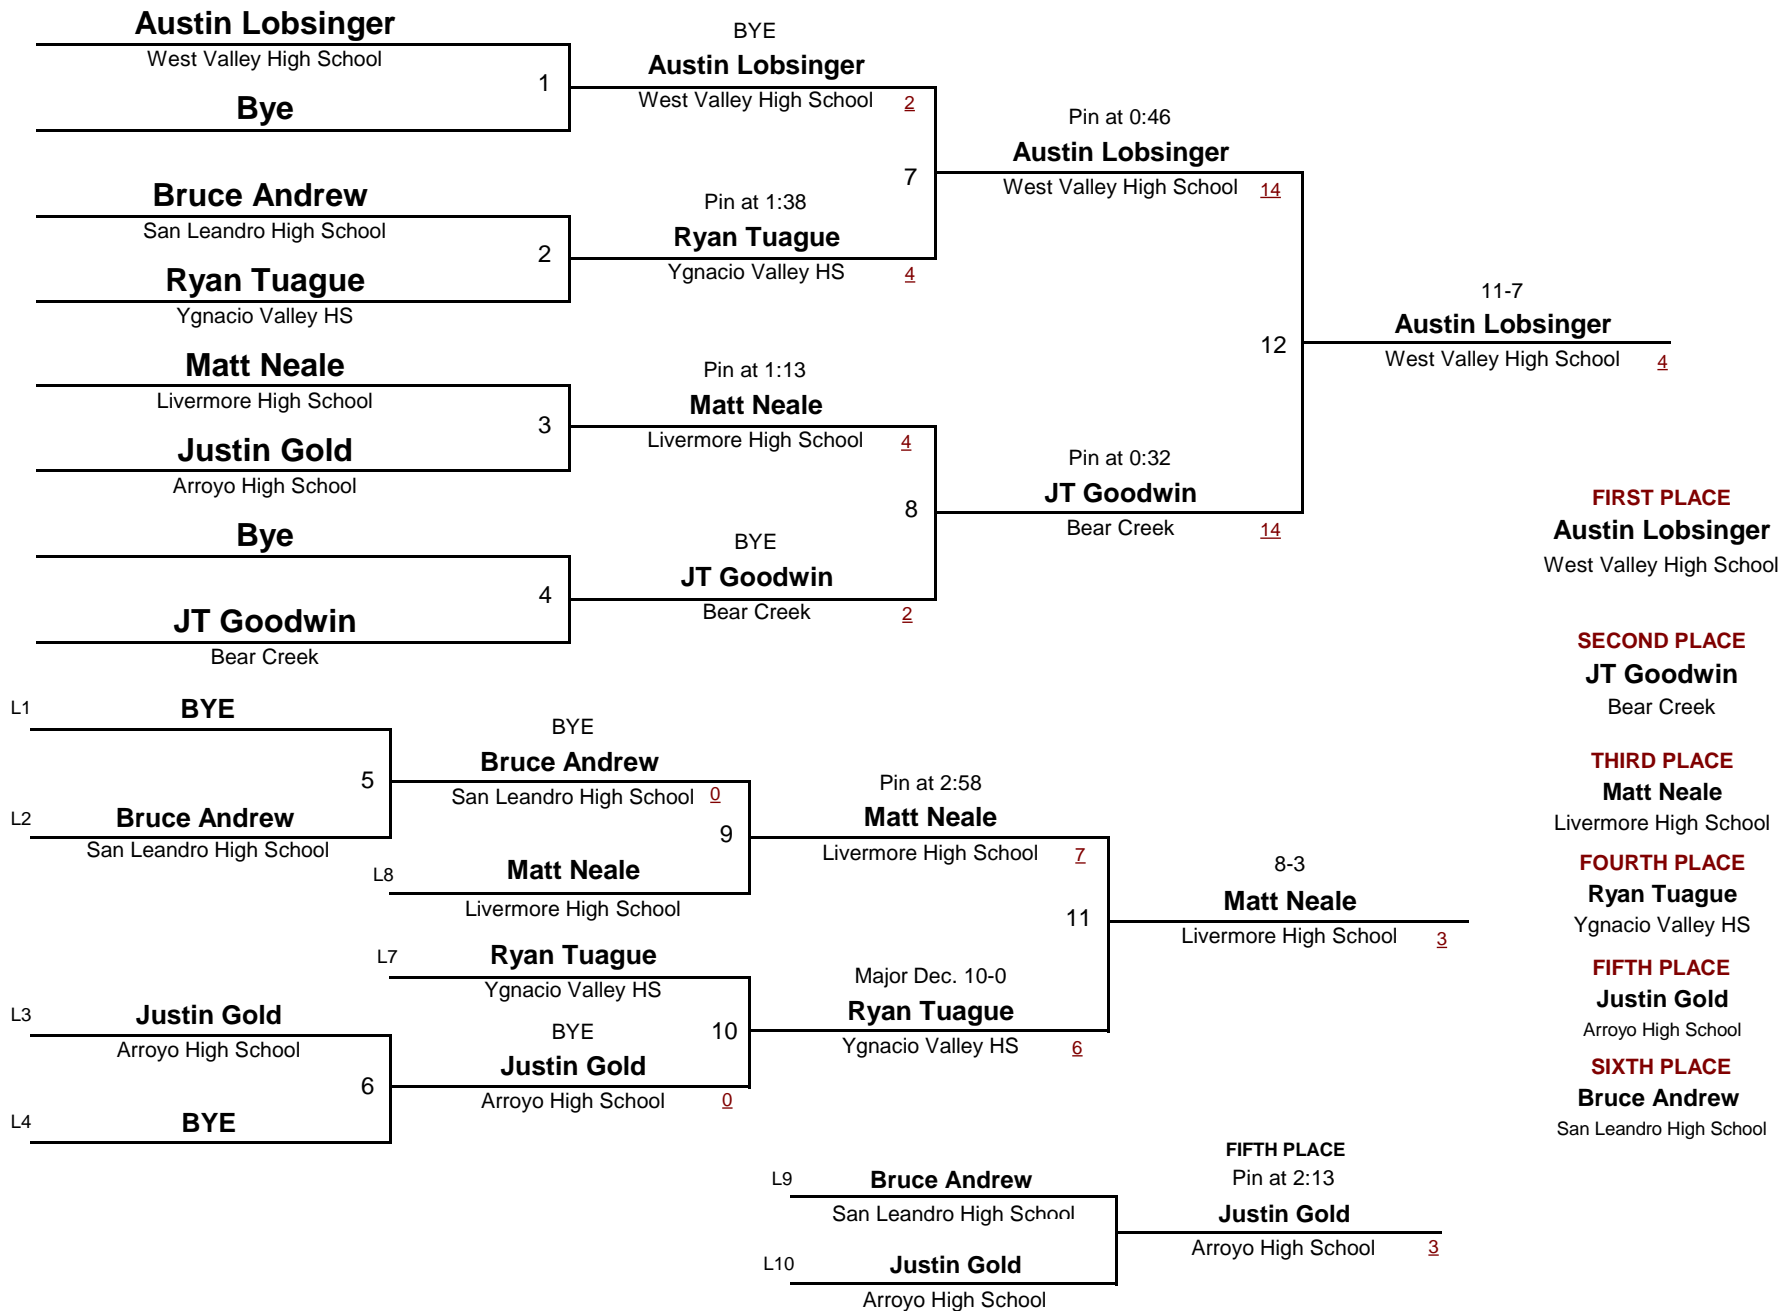 Austin Lobsinger
West Valley High School
1
Bye
BYE
Austin Lobsinger
West Valley High School 2
Bruce Andrew
San Leandro High School
2
Ryan Tuague
Ygnacio Valley HS
Pin at 1:38
Ryan Tuague
Ygnacio Valley HS 4
7
Pin at 0:46
Austin Lobsinger
West Valley High School 14
Matt Neale
Livermore High School
3
Justin Gold
Arroyo High School
Pin at 1:13
Matt Neale
Livermore High School 4
Bye
4
JT Goodwin
Bear Creek
BYE
JT Goodwin
Bear Creek 2
8
Pin at 0:32
JT Goodwin
Bear Creek 14
12
11-7
Austin Lobsinger
West Valley High School 4
FIRST PLACE
Austin Lobsinger
West Valley High School
SECOND PLACE
JT Goodwin
Bear Creek
THIRD PLACE
Matt Neale
Livermore High School
FOURTH PLACE
Ryan Tuague
Ygnacio Valley HS
FIFTH PLACE
Justin Gold
Arroyo High School
SIXTH PLACE
Bruce Andrew
San Leandro High School
L1 BYE
5
L2 Bruce Andrew
San Leandro High School
BYE
Bruce Andrew
San Leandro High School 0
9
L8 Matt Neale
Livermore High School
Pin at 2:58
Matt Neale
Livermore High School 7
L7 Ryan Tuague
Ygnacio Valley HS
10
L3 Justin Gold
Arroyo High School
6
L4 BYE
BYE
Justin Gold
Arroyo High School 0
Major Dec. 10-0
Ryan Tuague
Ygnacio Valley HS 6
11
8-3
Matt Neale
Livermore High School 3
L9 Bruce Andrew
San Leandro High School
L10 Justin Gold
Arroyo High School
FIFTH PLACE
Pin at 2:13
Justin Gold
Arroyo High School 3